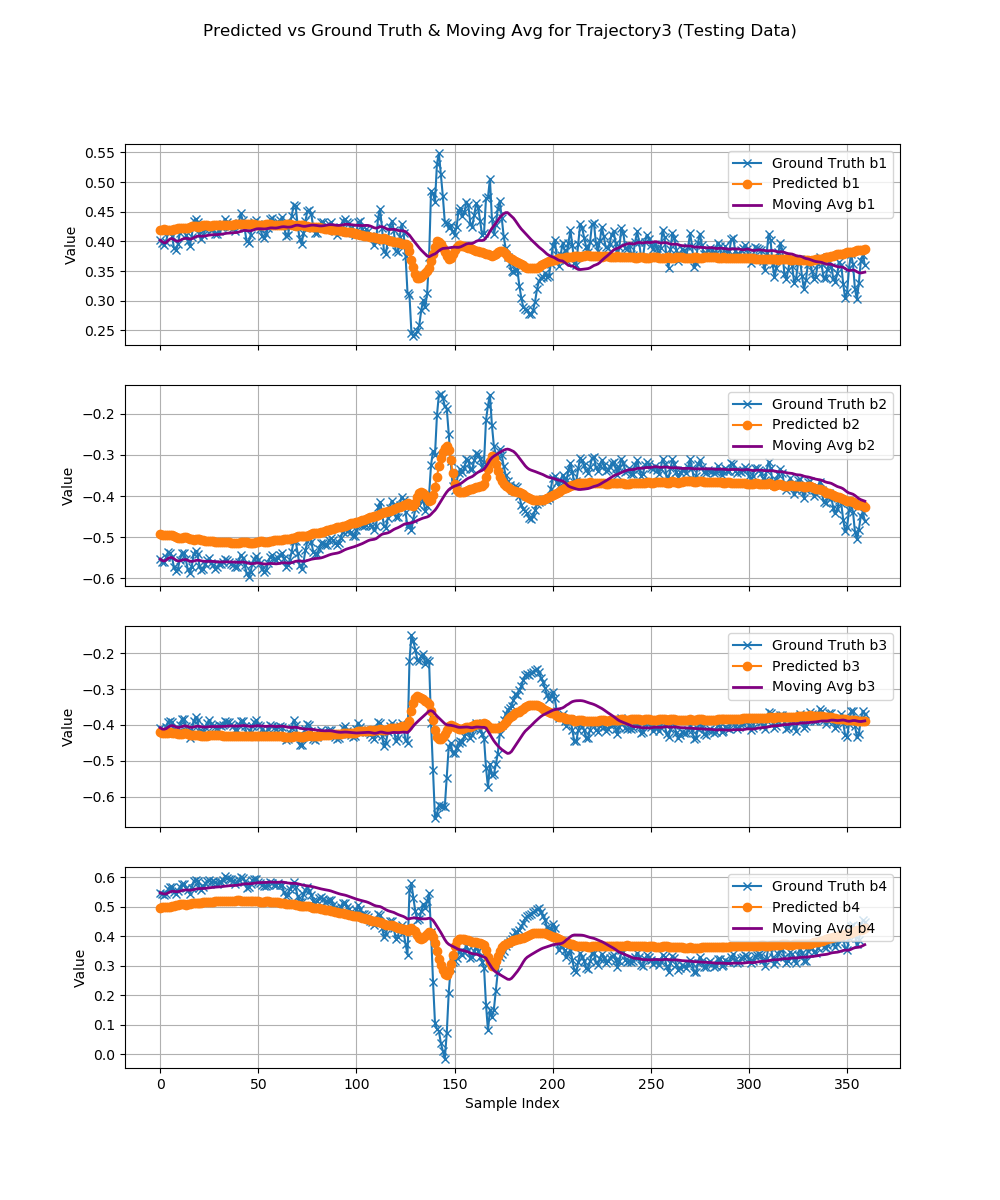 Predicted vs Ground Truth & Moving Avg for Trajectory3 (Testing Data)
0.55
0.50
0.45
0.40
0.35
0.30
0.25
Value
Ground Truth b1
Predicted b1
Moving Avg b1
−0.2
−0.3
−0.4
−0.5
−0.6
Value
Ground Truth b2
Predicted b2
Moving Avg b2
−0.2
−0.3
−0.4
−0.5
−0.6
Value
Ground Truth b3
Predicted b3
Moving Avg b3
0.6
0.5
0.4
0.3
0.2
0.1
0.0
Value
Ground Truth b4
Predicted b4
Moving Avg b4
0 50 100 150 200 250 300 350
Sample Index